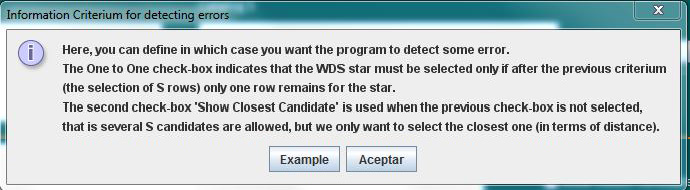 Information Criterium for detecting errors
Here, you can define in which case you want the program to detect some error.
The One to One check-box indicates that the WDS star must be selected only if after the previous criterium
(the selection of S rows) only one row remains for the star.
The second check-box 'Show Closest Candidate' is used when the previous check-box is not selected,
that is several S candidates are allowed, but we only want to select the closest one (in terms of distance).
Example Aceptar